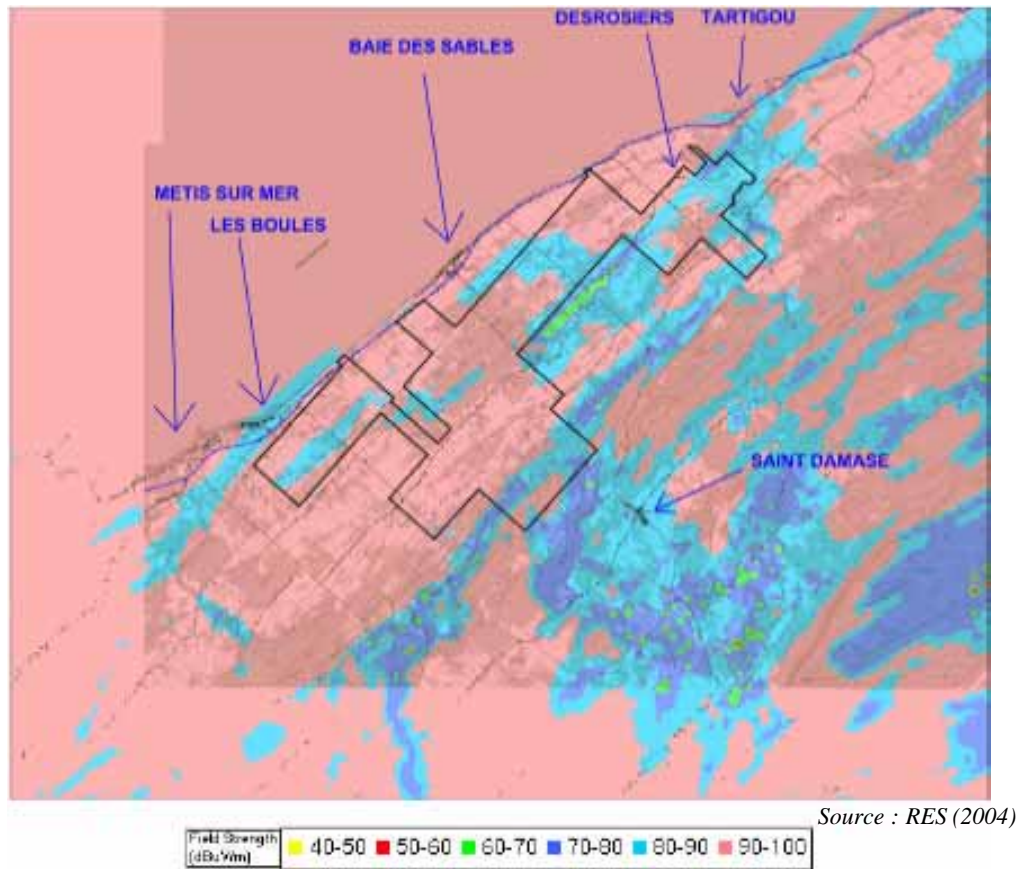 DESROSIERS
TARTIGOU
BAIE DES SABLES
METIS SUR MER
LES BOULES
SAINT DAMASE
Source : RES (2004)
Field Strength
(dBuV/m)
40-50 50-60 60-70 70-80 80-90 90-100